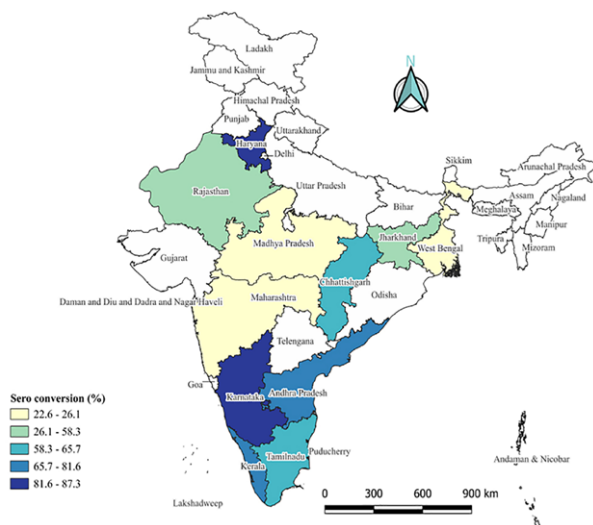 N
Ladakh
Jammu and Kashmir
Himachal Pradesh
Punjab
Uttarakhand
Haryana
Delhi
Sikkim
Arunachal Pradesh
Rajasthan
Uttar Pradesh
Assam
Nagaland
Bihar
Meghalaya
Manipur
Jharkhand
Tripura
Mizoram
Gujarat
Madhya Pradesh
West Bengal
Chhattishgarh
Daman and Diu and Dadra and Nagar Haveli
Maharashtra
Odisha
Telengana
Goa
Karnataka
Andhra Pradesh
Sero conversion (%)
22.6 - 26.1
26.1 - 58.3
58.3 - 65.7
65.7 - 81.6
81.6 - 87.3
Kerala
Tamilnadu
Puducherry
Andaman & Nicobar
Lakshadweep
0 300 600 900 km